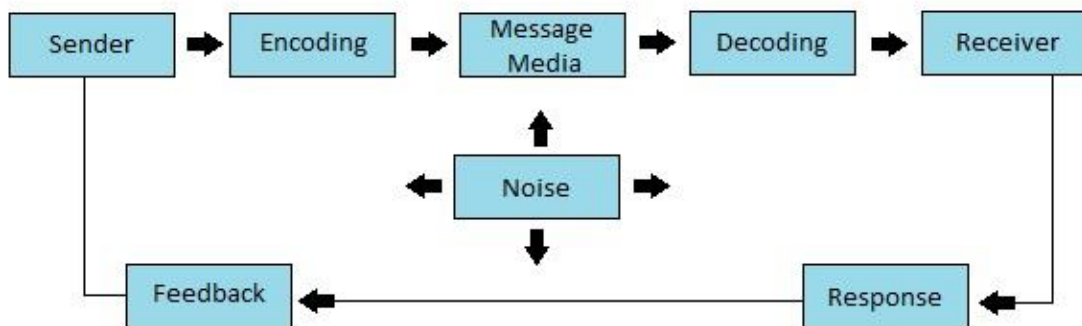 Sender
Encoding
Message
Media
Decoding
Receiver
Noise
Feedback
Response